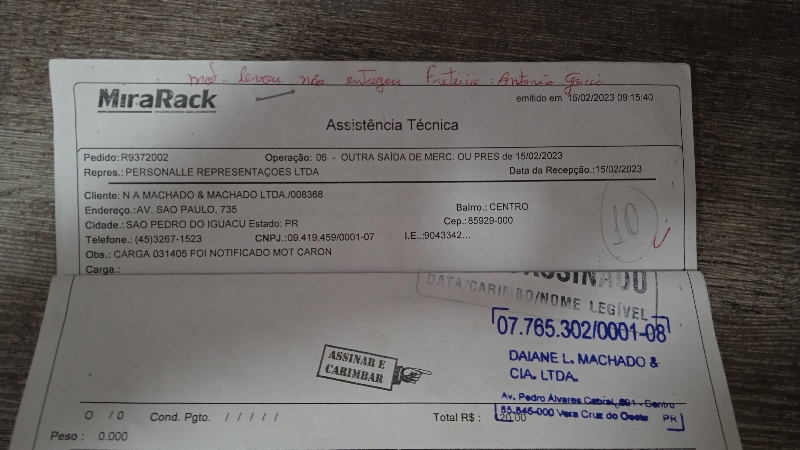 mot. levou não entregou Freteiro: Antonio
MiraRack
emitido em 15/02/2023 09:15:40
Assistência Técnica
Pedido:R9372002 Operação: 06 - OUTRA SAÍDA DE MERC. OU PRES de 15/02/2023
Repres.: PERSONALLE REPRESENTAÇOES LTDA Data da Recepção.:15/02/2023
Cliente: N A MACHADO & MACHADO LTDA./008368
Endereço.:AV. SAO PAULO, 735 Bairro.: CENTRO
Cidade.: SAO PEDRO DO IGUACU Estado: PR Cep.: 85929-000
Telefone.: (45)3267-1523 CNPJ.: 09.419.459/0001-07 I.E..:9043342...
Obs.: CARGA 031405 FOI NOTIFICADO MOT CARON
Carga.:
10
DATA/CARIMBO/NOME LEGÍVEL
07.765.302/0001-08
DAIANE L. MACHADO &
CIA. LTDA.
ASSINAR E
CARIMBAR
Av. Pedro Álvares Cabral, 891 - Centro
85.845-000 Vera Cruz do Oeste PR
O / 0 Cond. Pgto. / / / / / Total R$ :
Peso : 0.000